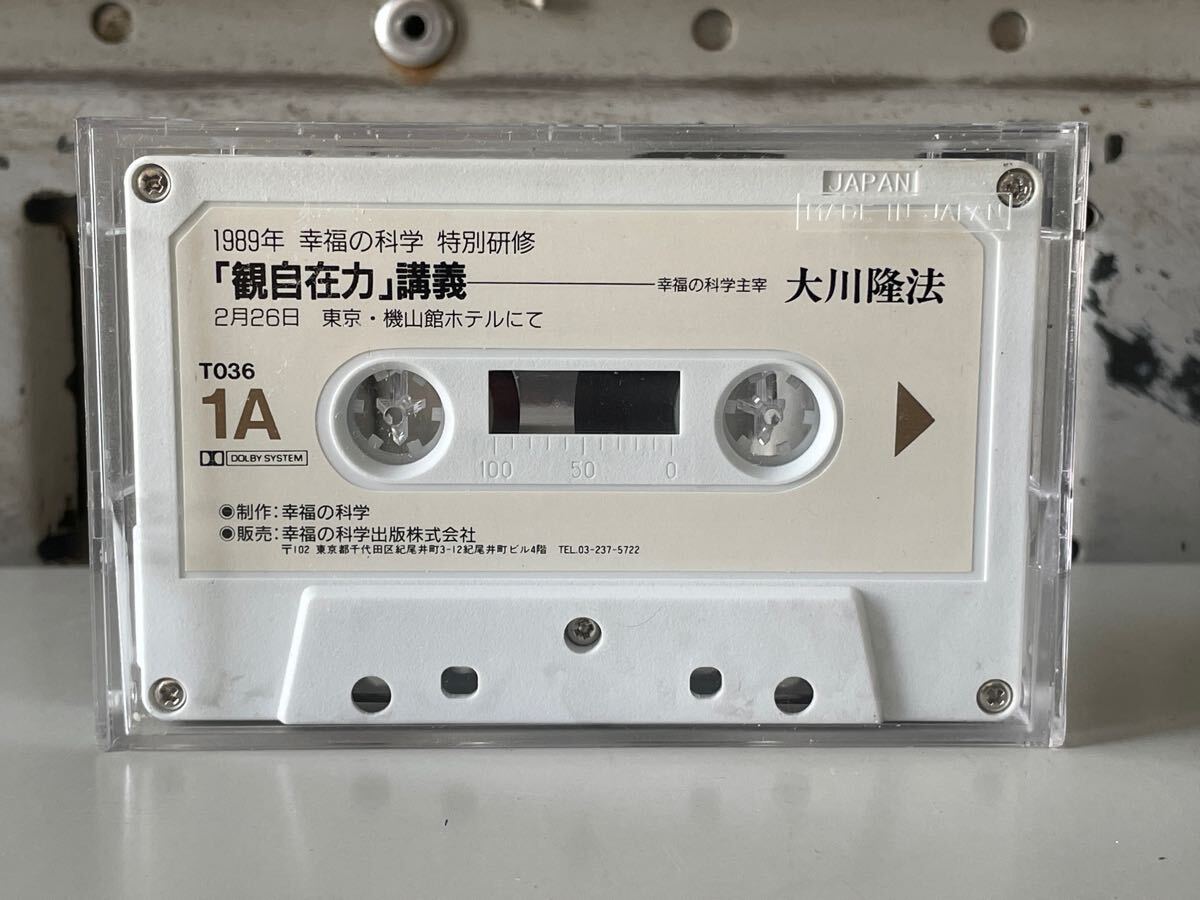 JAPAN
MADE IN JAPAN
1989年 幸福の科学 特別研修
「観自在力」講義 幸福の科学主宰 大川隆法
2月26日 東京・機山館ホテルにて
T036
1A
DOLBY SYSTEM
100 50 0
●制作:幸福の科学
●販売:幸福の科学出版株式会社
〒102 東京都千代田区紀尾井町3-12紀尾井町ビル4階 TEL.03-237-5722